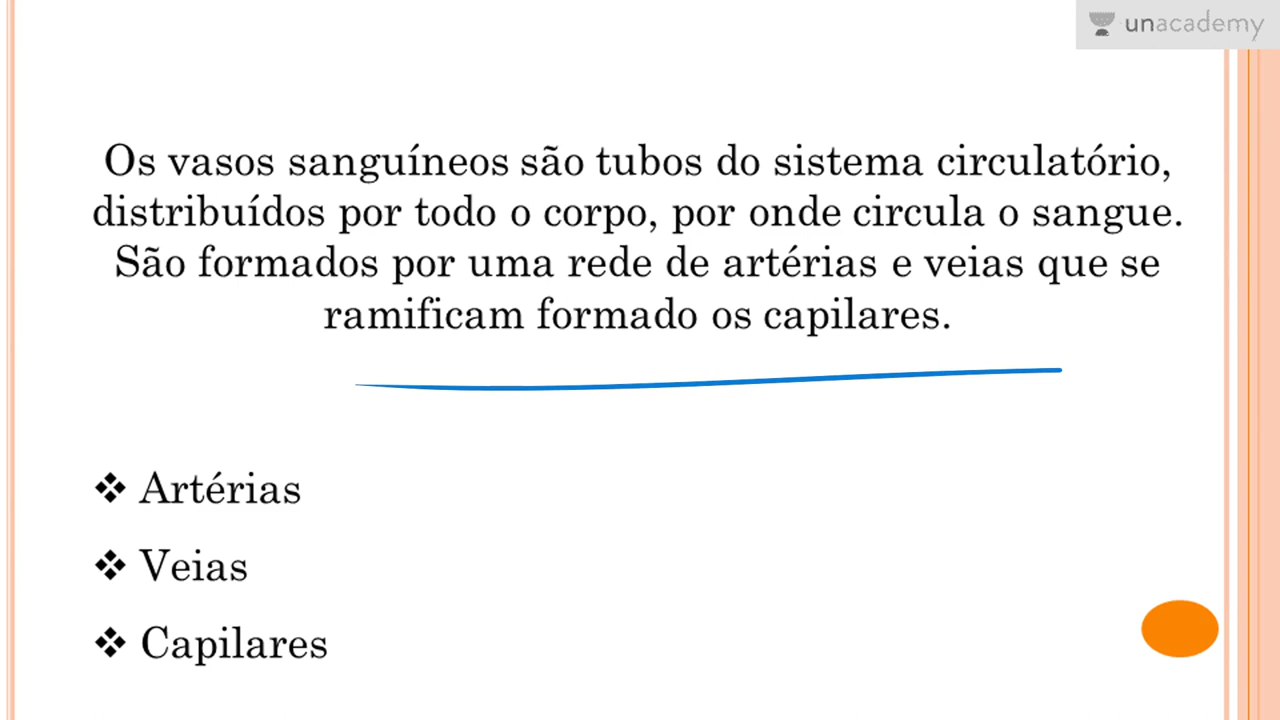 unacademy
Os vasos sanguíneos são tubos do sistema circulatório,
distribuídos por todo o corpo, por onde circula o sangue.
São formados por uma rede de artérias e veias que se
ramificam formado os capilares.
❖ Artérias
❖ Veias
❖ Capilares